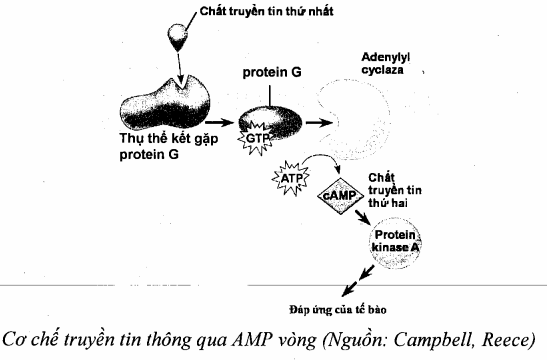 Chất truyền tin thứ nhất
Adenylyl
cyclaza
protein G
Thụ thể kết gặp
protein G
GTP
ATP
cAMP
Chất
truyền tin
thứ hai
Protein
kinase A
Đáp ứng của tế bào
Cơ chế truyền tin thông qua AMP vòng (Nguồn: Campbell, Reece)